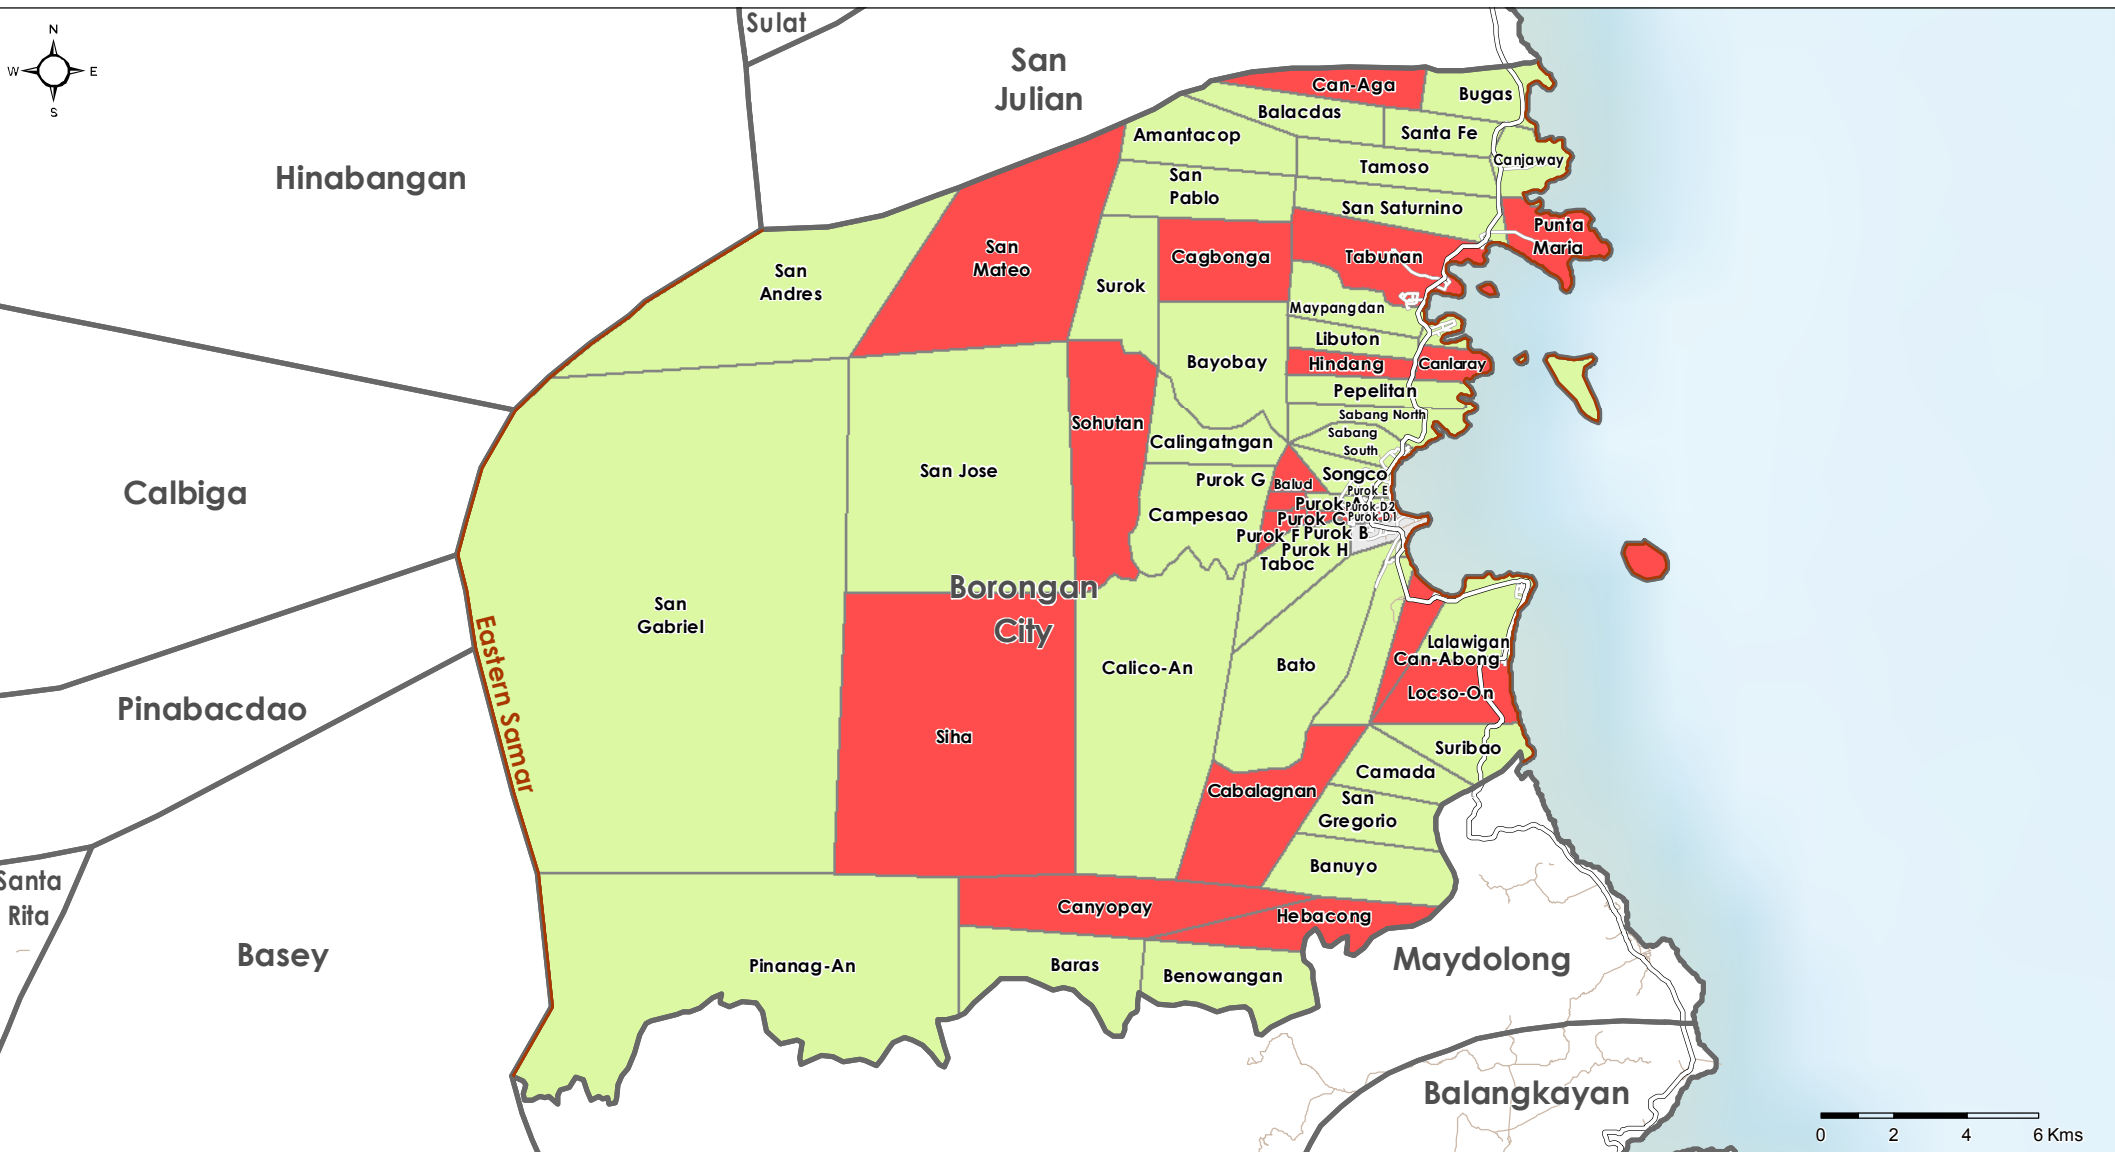 Sulat
N
W
E
S
San
Julian
Can-Aga
Bugas
Balacdas
Santa Fe
Amantacop
Canjaway
Tamoso
Hinabangan
San
Pablo
San Saturnino
Punta
Maria
San
Mateo
Cagbonga
Tabunan
San
Andres
Surok
Maypangdan
Libuton
Bayobay
Hindang
Canlaray
Pepelitan
Sabang North
Sohutan
Sabang
South
Calingatngan
San Jose
Songco
Purok G
Balud
Purok E
Calbiga
Purok A
Purok D2
Campesao
Purok C
Purok D1
Purok F
Purok B
Purok H
Taboc
Borongan
City
San
Gabriel
Eastern Samar
Lalawigan
Can-Abong
Calico-An
Bato
Locso-On
Pinabacdao
Siha
Suribao
Camada
Cabalagnan
San
Gregorio
Banuyo
Santa
Rita
Canyopay
Hebacong
Basey
Pinanag-An
Baras
Benowangan
Maydolong
Balangkayan
0
2
4
6 Kms